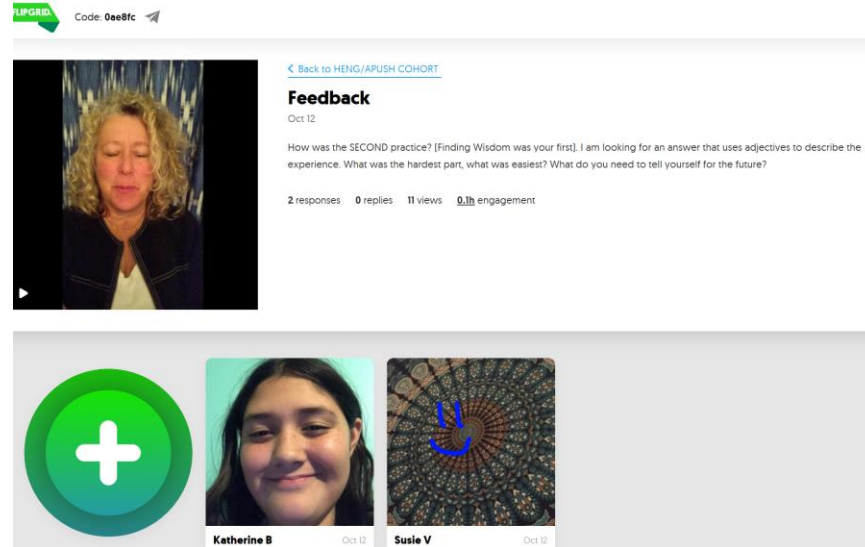 FLIPGRID.
Code: 0ae8fc
Back to HENG/APUSH COHORT
Feedback
Oct 12
How was the SECOND practice? [Finding Wisdom was your first]. I am looking for an answer that uses adjectives to describe the
experience. What was the hardest part, what was easiest? What do you need to tell yourself for the future?
2 responses 0 replies 11 views 0.1h engagement
Katherine B Oct 12 Susie V Oct 12